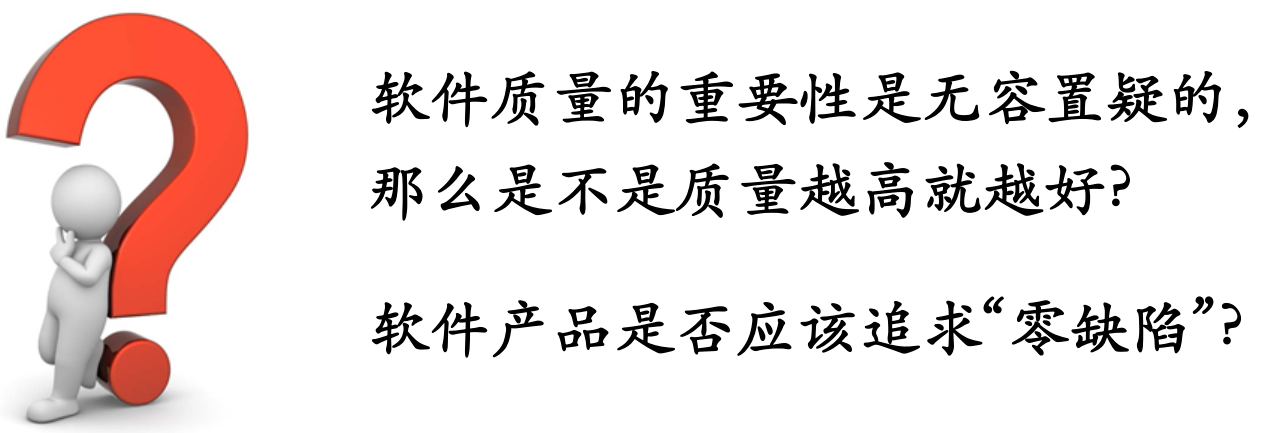 软件质量的重要性是无容置疑的，
那么是不是质量越高就越好?
软件产品是否应该追求“零缺陷”?